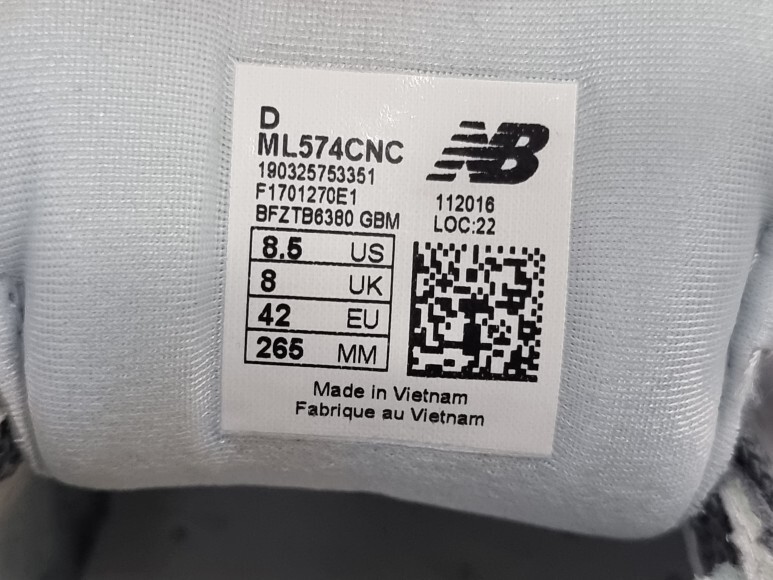 D
ML574CNC
190325753351
F1701270E1
BFZTB6380 GBM
NB
112016
LOC:22
8.5 US
8 UK
42 EU
265 MM
Made in Vietnam
Fabrique au Vietnam